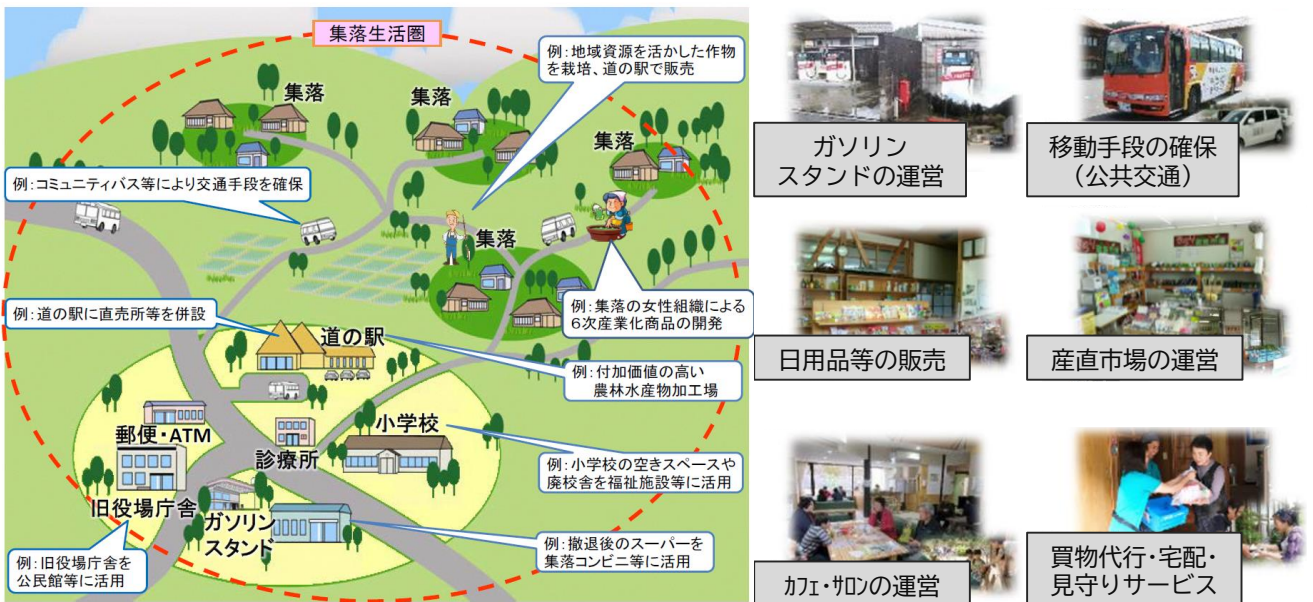 集落生活圏
例:地域資源を活かした作物
を栽培、道の駅で販売
集落
集落
集落
例:コミュニティバス等により交通手段を確保
集落
例:集落の女性組織による
6次産業化商品の開発
例:道の駅に直売所等を併設
道の駅
例:付加価値の高い
農林水産物加工場
郵便・ATM
診療所
小学校
例:小学校の空きスペースや
廃校舎を福祉施設等に活用
旧役場庁舎
ガソリン
スタンド
例:旧役場庁舎を
公民館等に活用
例:撤退後のスーパーを
集落コンビニ等に活用
ガソリン
スタンドの運営
移動手段の確保
(公共交通)
日用品等の販売
産直市場の運営
カフェ・サロンの運営
買物代行・宅配・
見守りサービス